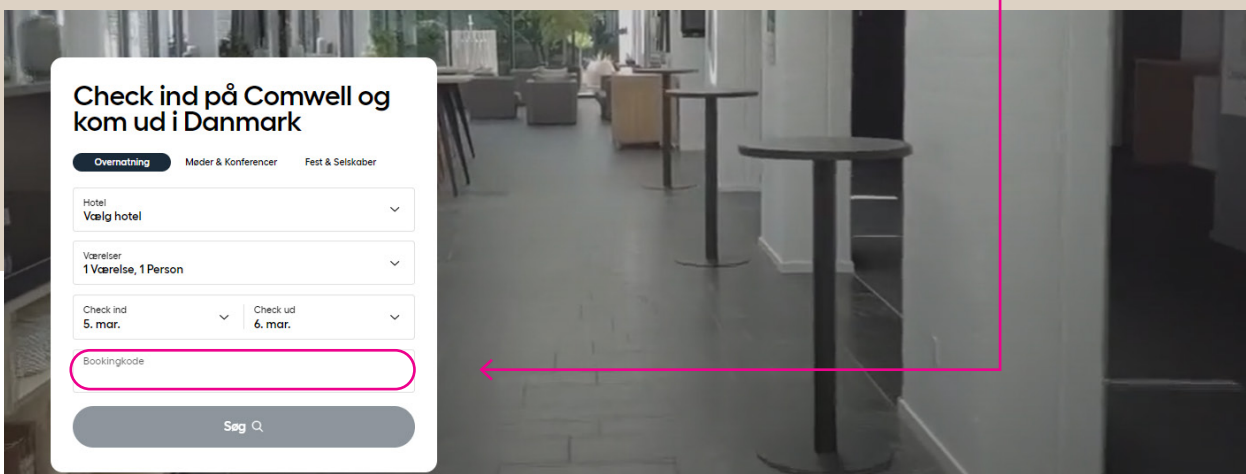 Check ind på Comwell og
kom ud i Danmark
Overnatning Møder & Konferencer Fest & Selskaber
Hotel
Vælg hotel
Værelser
1 Værelse, 1 Person
Check ind Check ud
5. mar. 6. mar.
Bookingkode
Søg